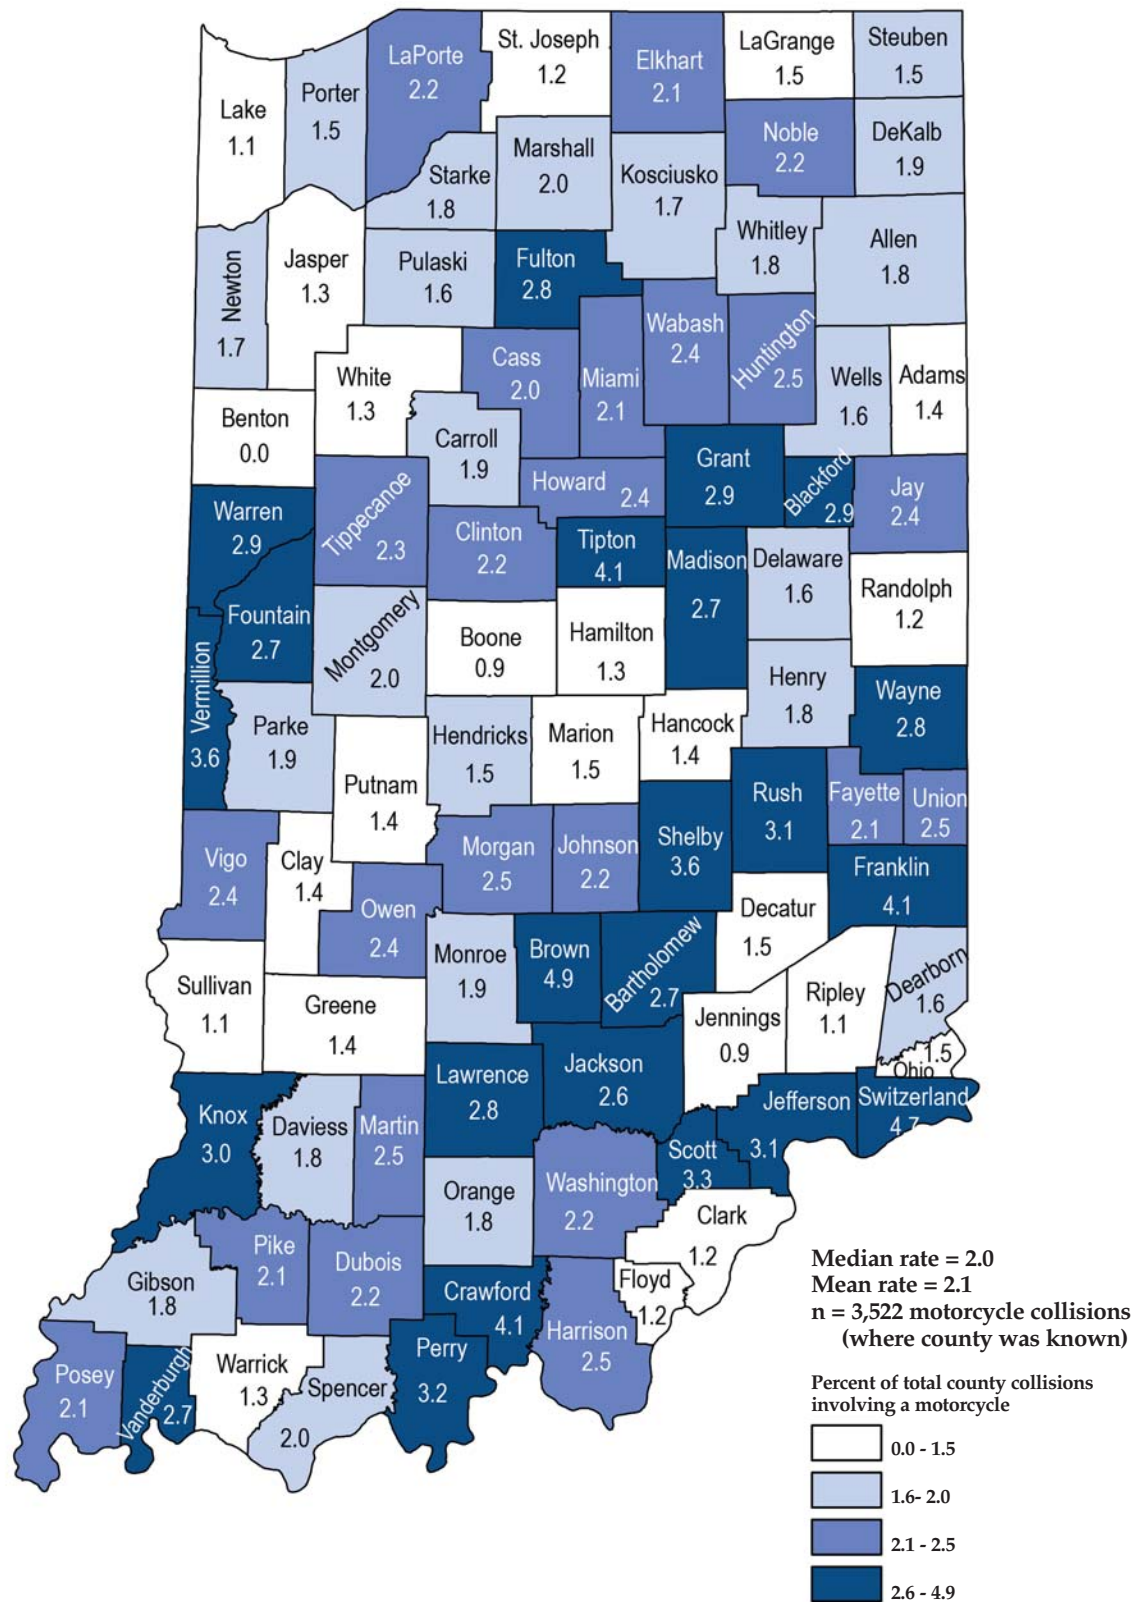 St. Joseph
1.2
LaGrange
1.5
Steuben
1.5
LaPorte
2.2
Elkhart
2.1
Lake
1.1
Porter
1.5
Noble
2.2
DeKalb
1.9
Marshall
2.0
Starke
1.8
Kosciusko
1.7
Whitley
1.8
Allen
1.8
Newton
1.7
Jasper
1.3
Pulaski
1.6
Fulton
2.8
Wabash
2.4
Huntington
2.5
White
1.3
Cass
2.0
Miami
2.1
Wells
1.6
Adams
1.4
Benton
0.0
Carroll
1.9
Grant
2.9
Blackford
2.9
Jay
2.4
Howard
2.4
Warren
2.9
Tippecanoe
2.3
Clinton
2.2
Tipton
4.1
Madison
2.7
Delaware
1.6
Randolph
1.2
Fountain
2.7
Montgomery
2.0
Boone
0.9
Hamilton
1.3
Henry
1.8
Wayne
2.8
Vermillion
3.6
Parke
1.9
Hendricks
1.5
Marion
1.5
Hancock
1.4
Putnam
1.4
Rush
3.1
Fayette
2.1
Union
2.5
Shelby
3.6
Vigo
2.4
Clay
1.4
Morgan
2.5
Johnson
2.2
Franklin
4.1
Owen
2.4
Decatur
1.5
Monroe
1.9
Brown
4.9
Bartholomew
2.7
Dearborn
1.6
Sullivan
1.1
Greene
1.4
Jennings
0.9
Ripley
1.1
1.5
Ohio
Lawrence
2.8
Jackson
2.6
Jefferson
3.1
Switzerland
4.7
Knox
3.0
Daviess
1.8
Martin
2.5
Scott
3.3
Orange
1.8
Washington
2.2
Clark
1.2
Pike
2.1
Dubois
2.2
Gibson
1.8
Floyd
1.2
Crawford
4.1
Harrison
2.5
Perry
3.2
Posey
2.1
Vanderburgh
2.7
Warrick
1.3
Spencer
2.0
Median rate = 2.0
Mean rate = 2.1
n = 3,522 motorcycle collisions
(where county was known)
Percent of total county collisions
involving a motorcycle
0.0 - 1.5
1.6- 2.0
2.1 - 2.5
2.6 - 4.9